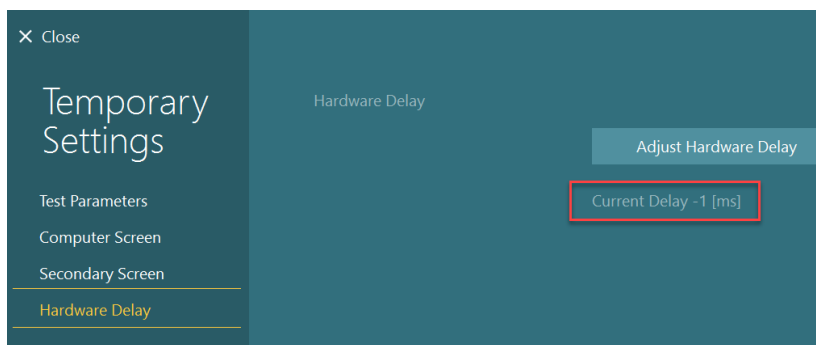 Close
Temporary
Settings
Test Parameters
Computer Screen
Secondary Screen
Hardware Delay
Hardware Delay
Adjust Hardware Delay
Current Delay -1 [ms]